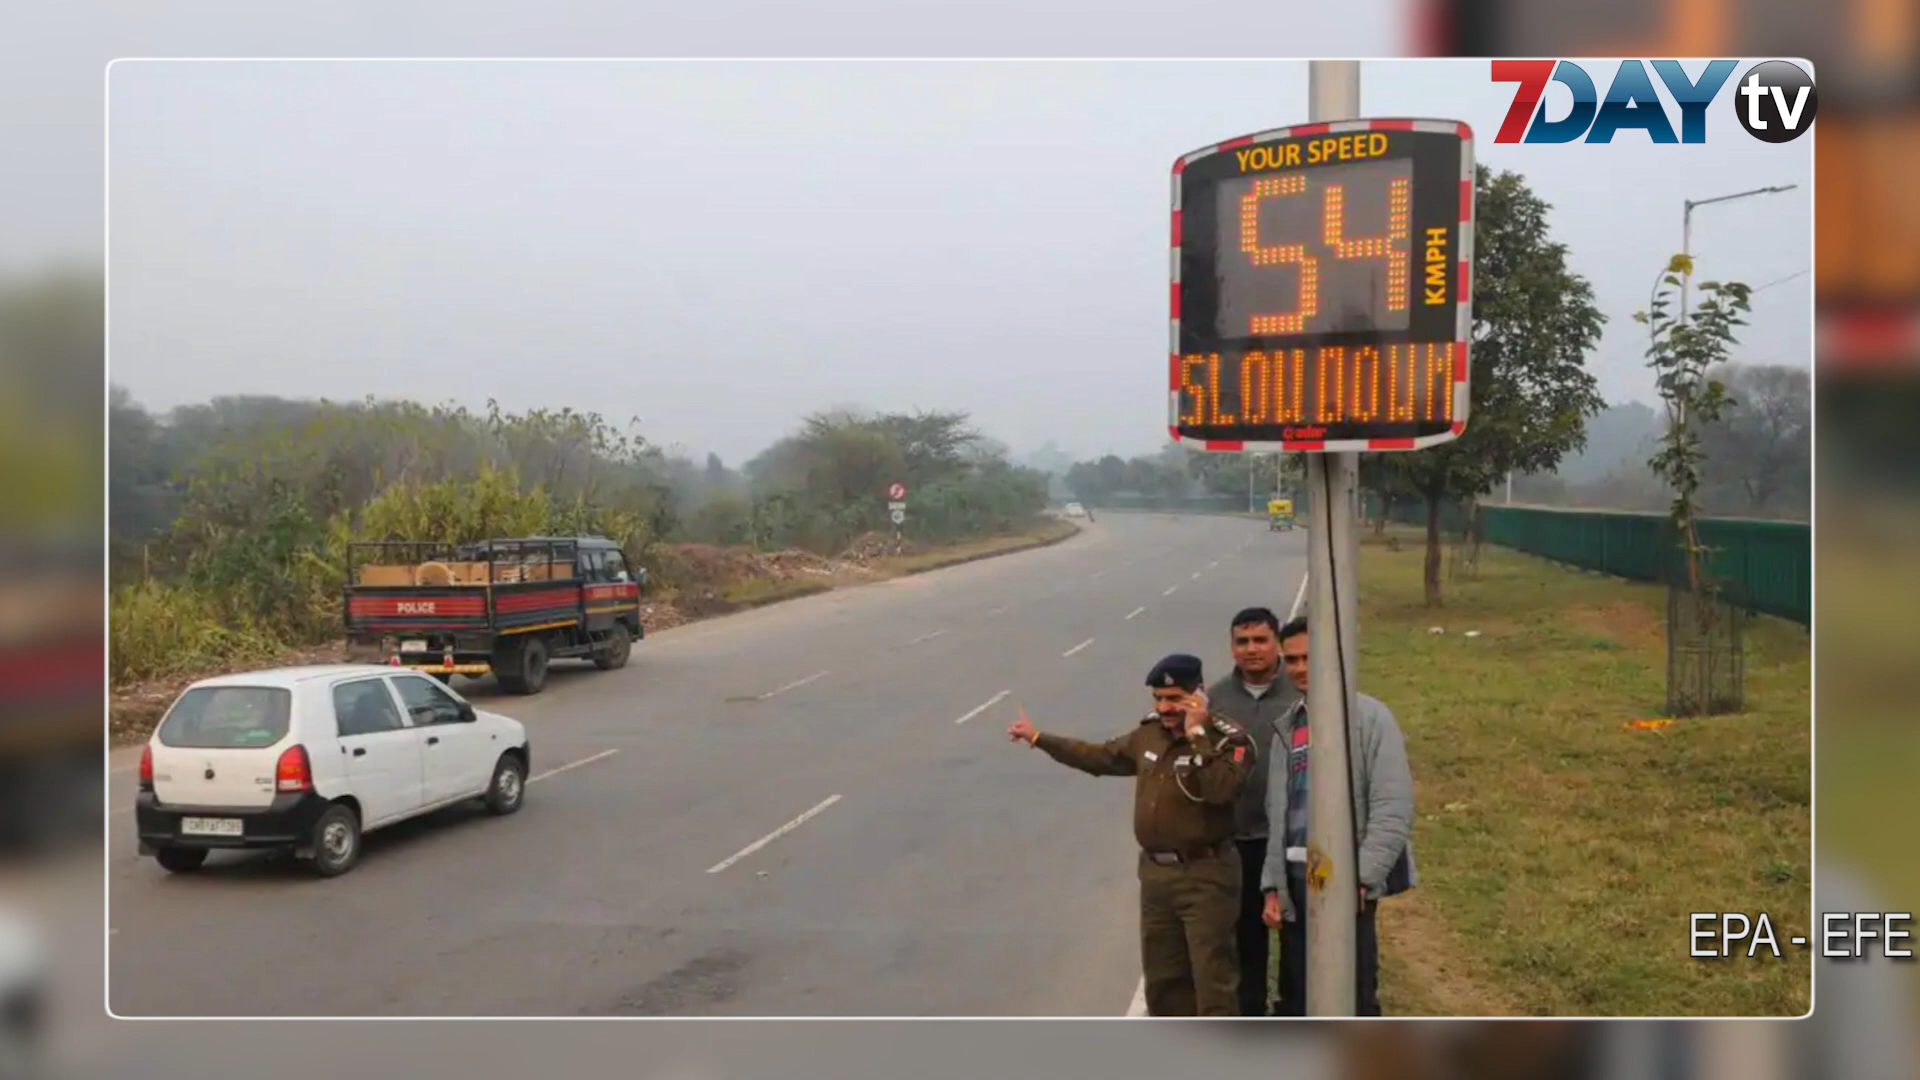 7DAY tv
YOUR SPEED
54
KMPH
SLOW DOWN
POLICE
EPA - EFE